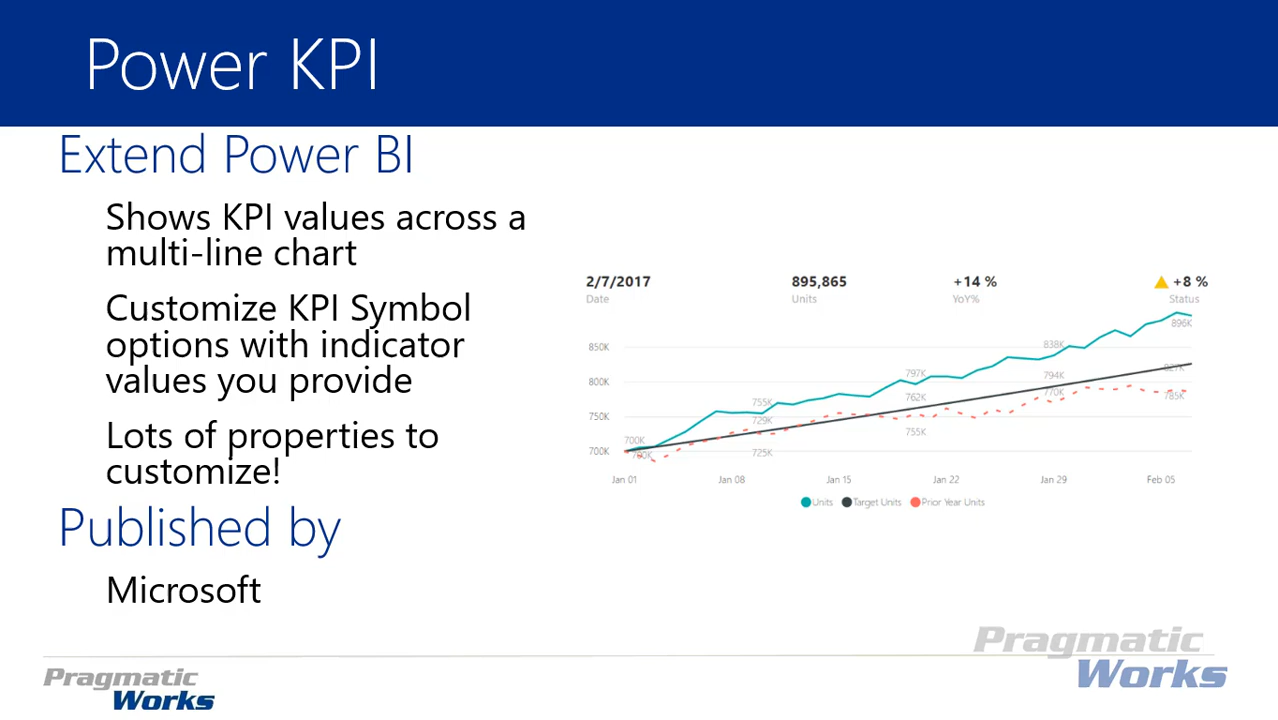 Power KPI
Extend Power BI
Shows KPI values across a
multi-line chart
Customize KPI Symbol
options with indicator
values you provide
Lots of properties to
customize!
Published by
Microsoft
2/7/2017 895,865 +14 % +8 %
Date Units YoY% Status
896K
850K
838K
827K
800K
797K
794K
785K
770K
762K
755K
750K
729K
755K
725K
700K
700K
700K
Jan 01 Jan 08 Jan 15 Jan 22 Jan 29 Feb 05
Units Target Units Prior Year Units
Pragmatic
Works
Pragmatic
Works